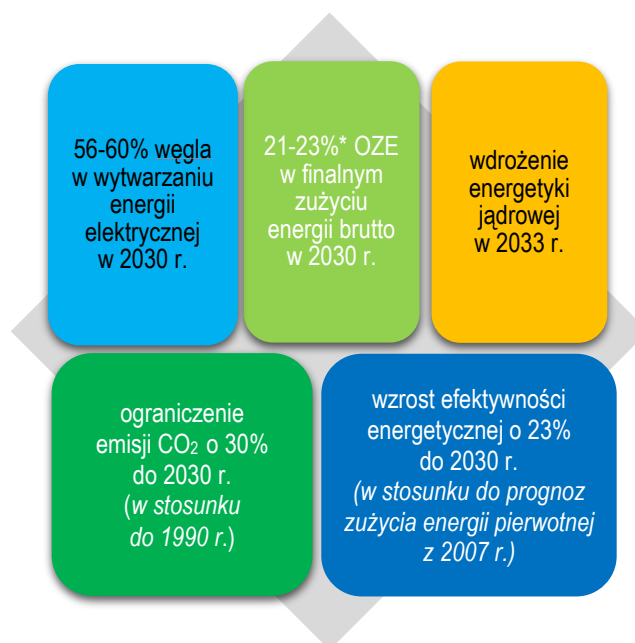 56-60% węgla
w wytwarzaniu
energii
elektrycznej
w 2030 r.
21-23%* OZE
w finalnym
zużyciu
energii brutto
w 2030 r.
wdrożenie
energetyki
jądrowej
w 2033 r.
ograniczenie
emisji CO₂ o 30%
do 2030 r.
(w stosunku
do 1990 r.)
wzrost efektywności
energetycznej o 23%
do 2030 r.
(w stosunku do prognoz
zużycia energii pierwotnej
z 2007 r.)